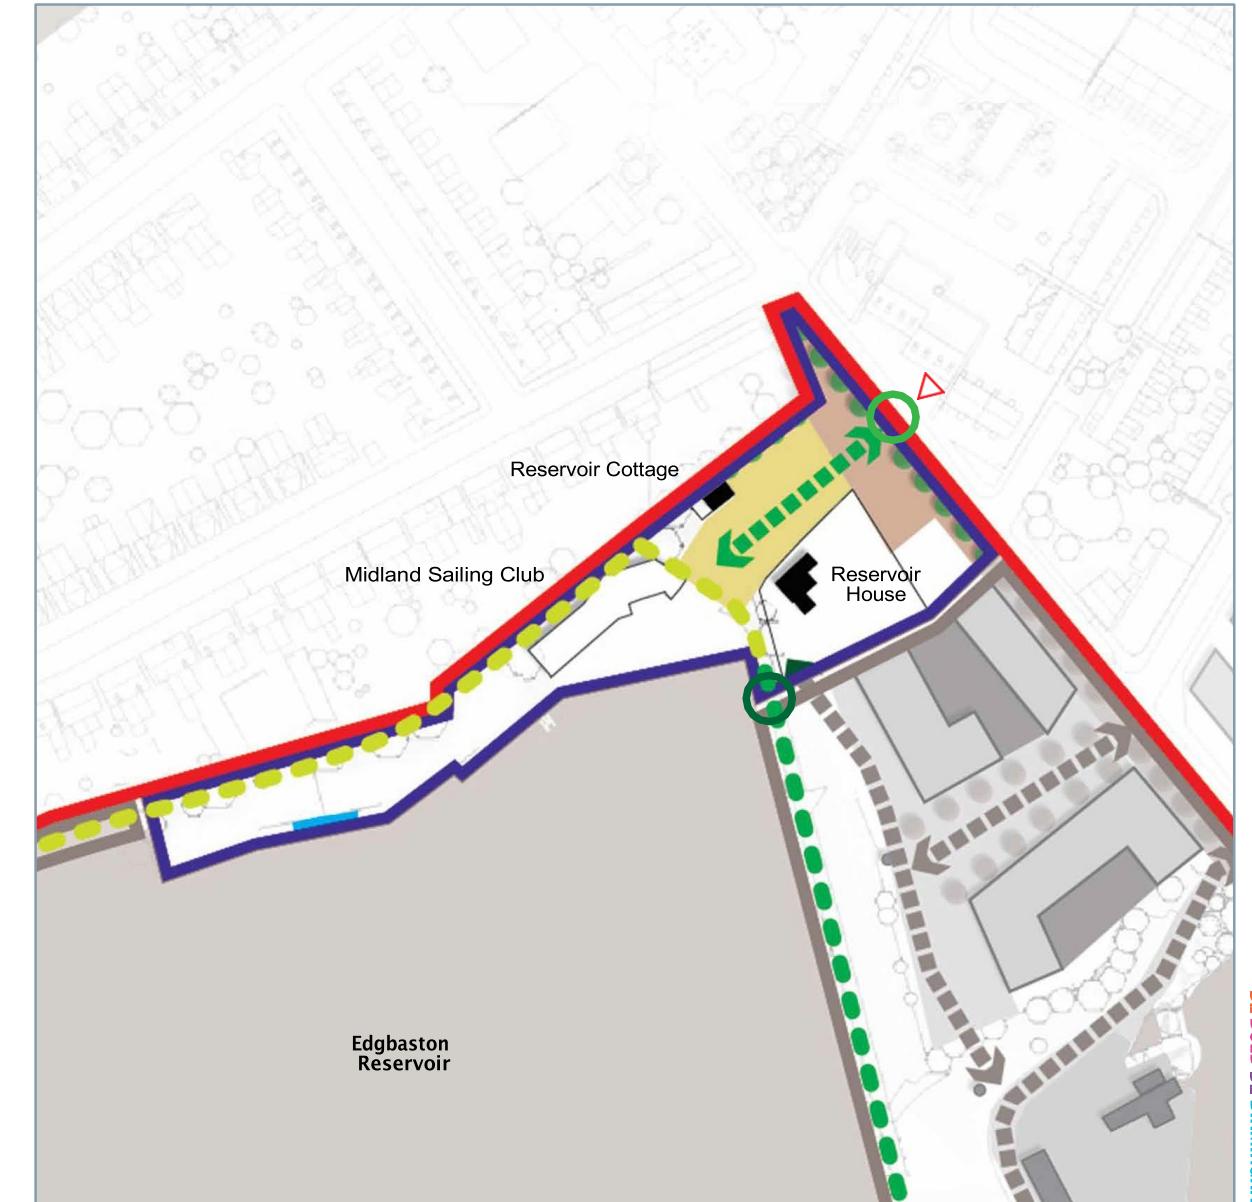 Reservoir Cottage
Midland Sailing Club
Reservoir
House
Edgbaston
Reservoir